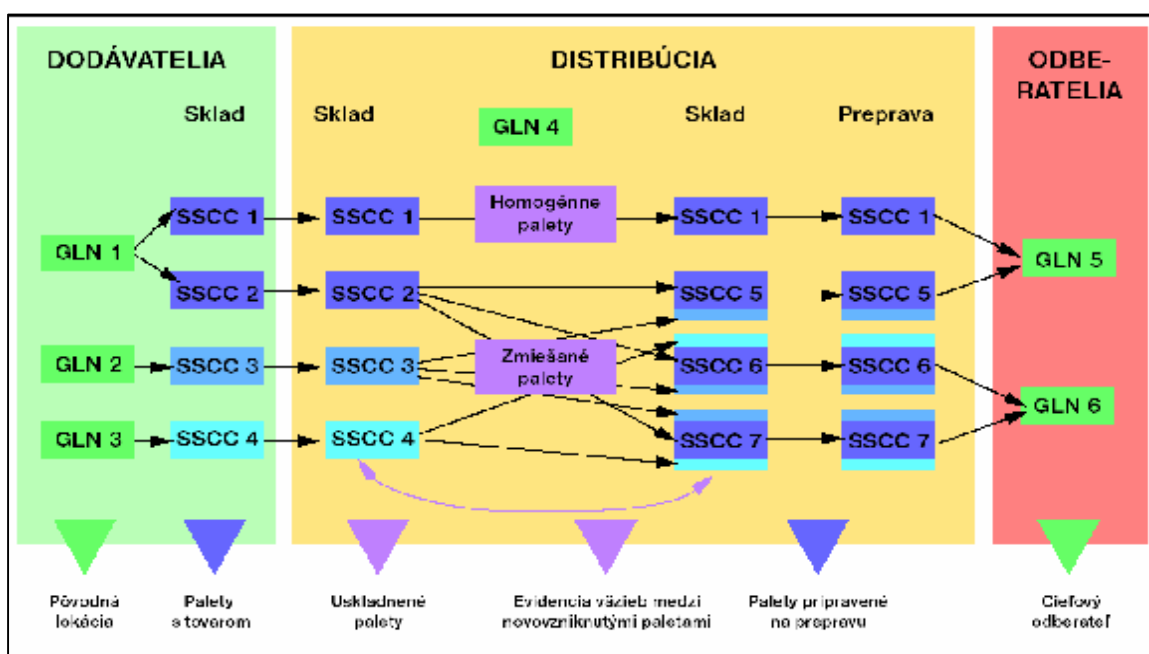 DODÁVATELIA
DISTRIBÚCIA
ODBE-
RATELIA
Sklad
Sklad
GLN 4
Sklad
Preprava
SSCC 1
SSCC 1
Homogénne
palety
SSCC 1
SSCC 1
GLN 1
GLN 5
SSCC 2
SSCC 2
SSCC 5
SSCC 5
GLN 2
SSCC 3
SSCC 3
Zmiešané
palety
SSCC 6
SSCC 6
GLN 6
GLN 3
SSCC 4
SSCC 4
SSCC 7
SSCC 7
Pôvodná
lokácia
Palety
s tovarom
Uskladnené
palety
Evidencia väzieb medzi
novovzniknutými paletami
Palety pripravené
na prepravu
Cieľový
odberateľ